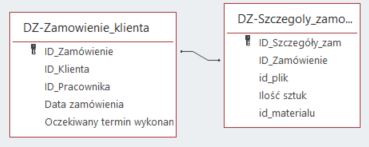 DZ-Zamowienie_klienta
ID_Zamówienie
ID_Klienta
ID_Pracownika
Data zamówienia
Oczekiwany termin wykonan
DZ-Szczegoly_zamo...
ID_Szczegóły_zam
ID_Zamówienie
id_plik
Ilość sztuk
id_materialu